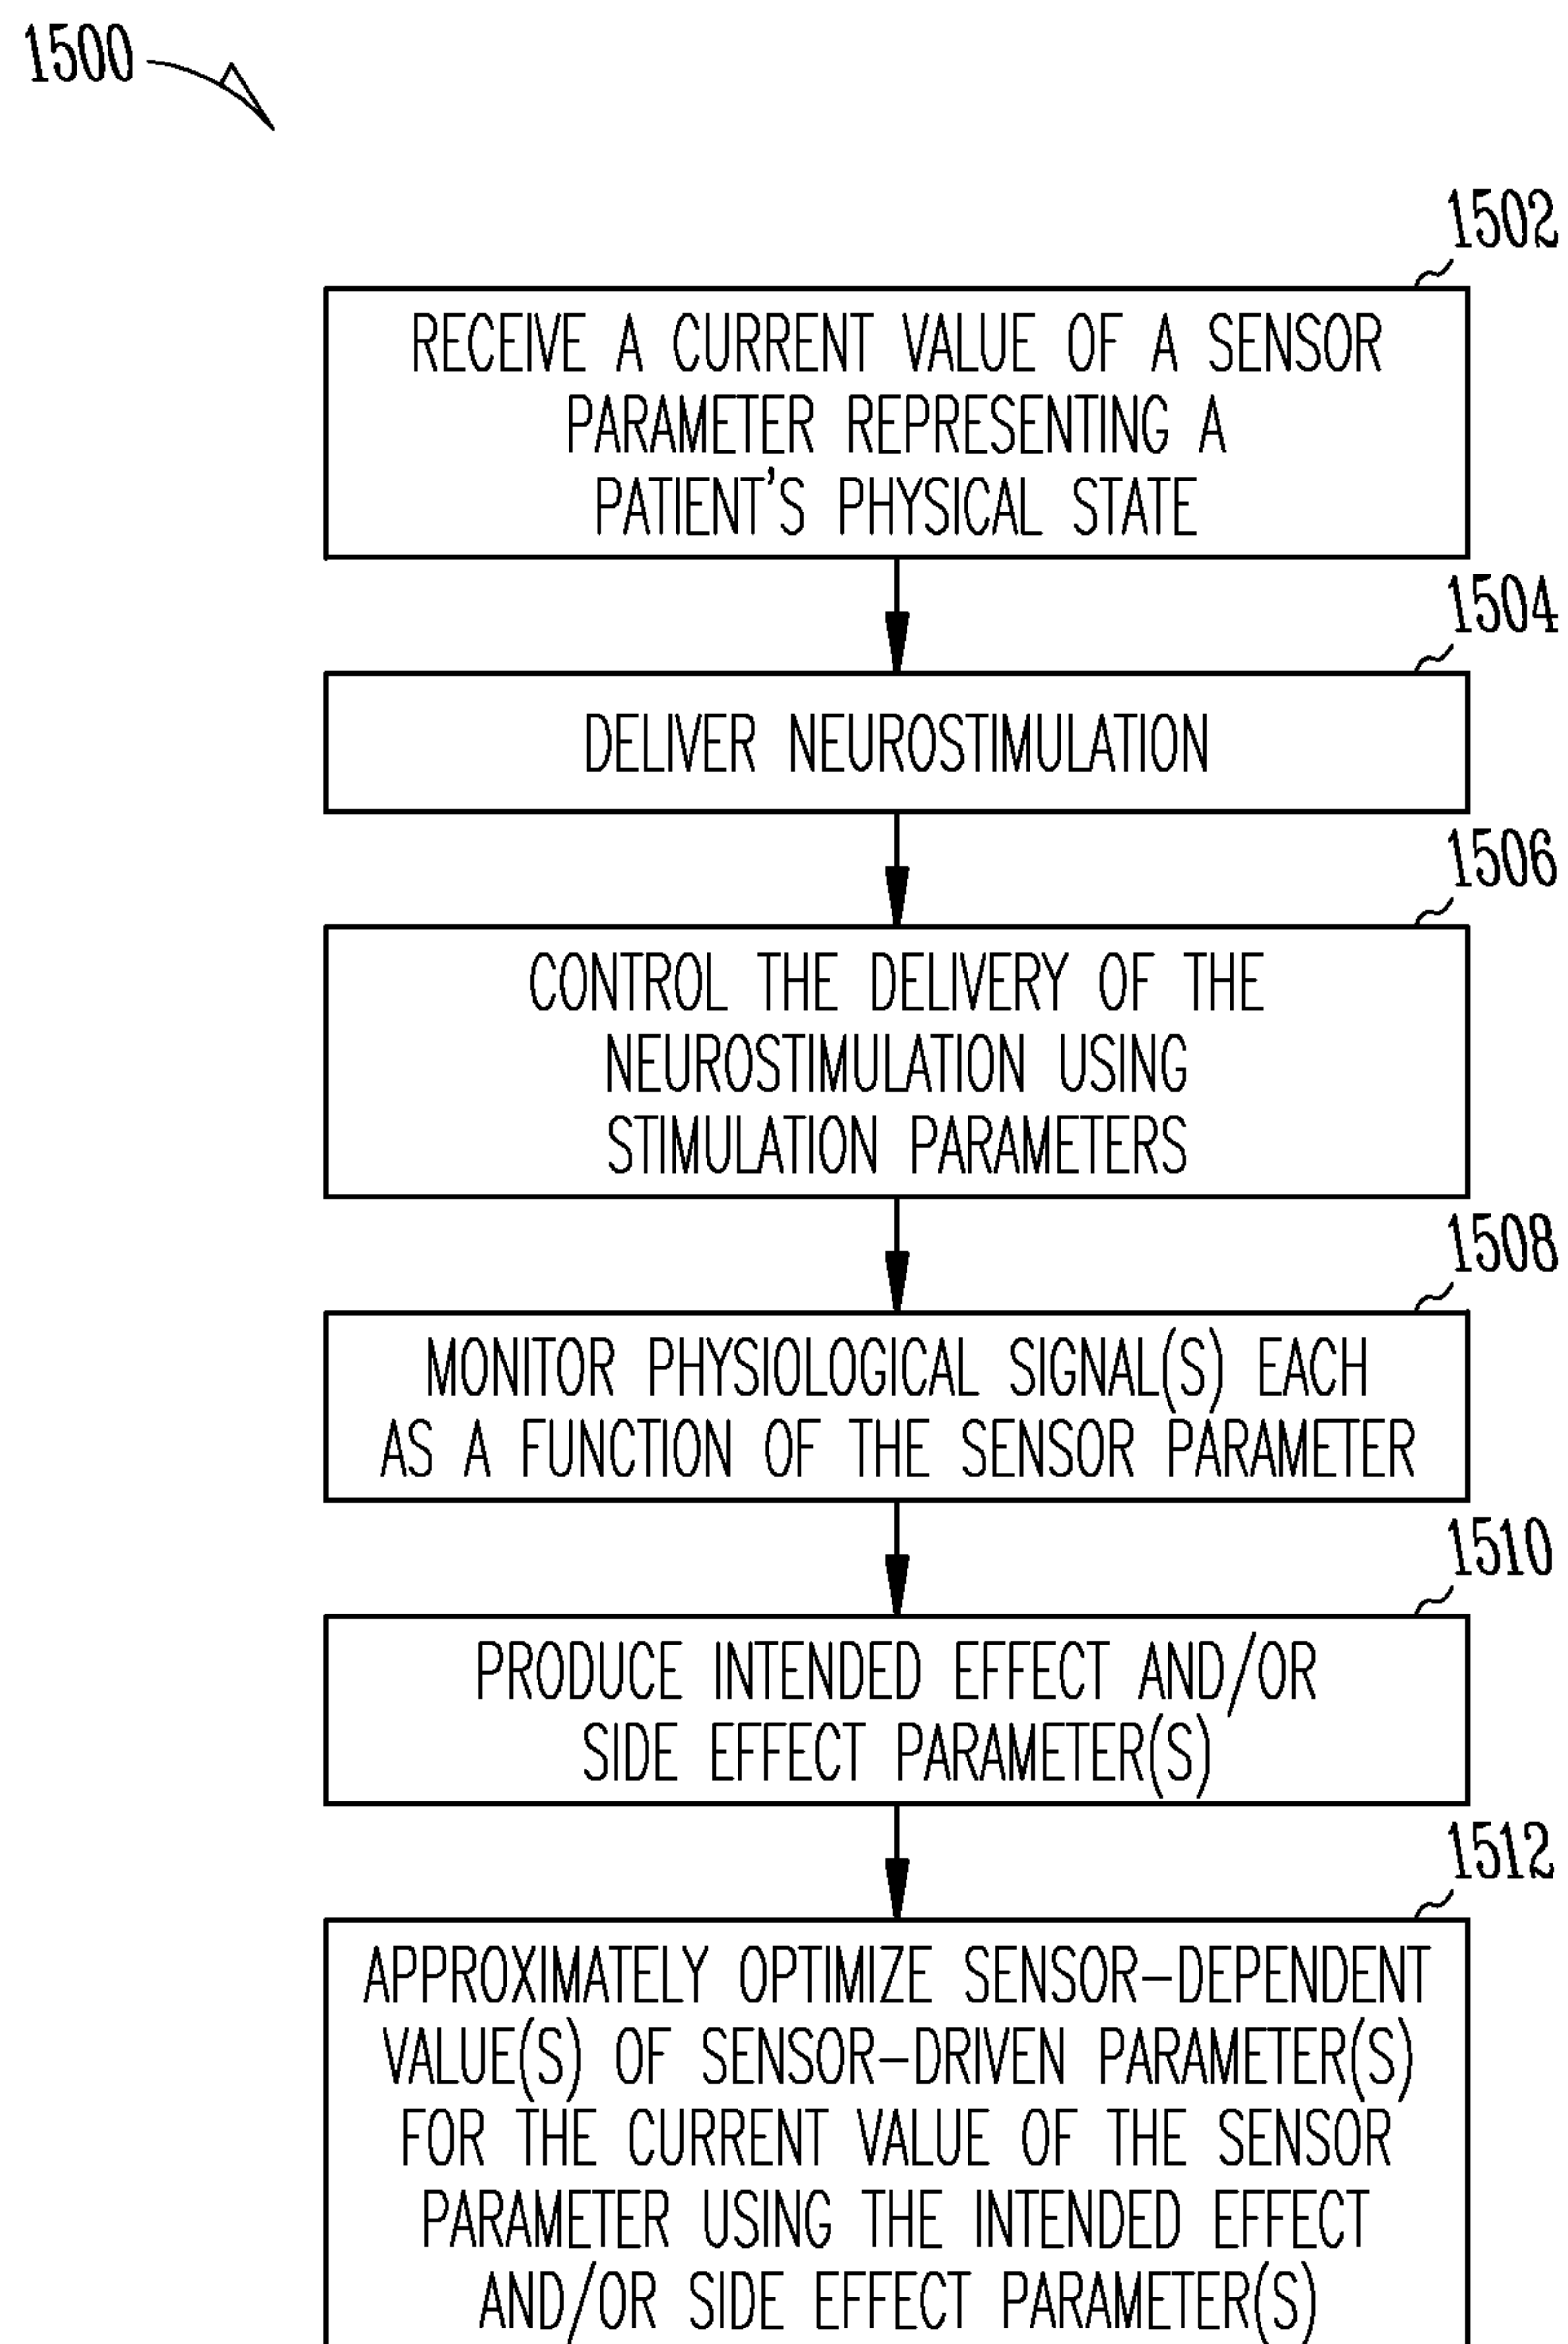 1500
1502
RECEIVE A CURRENT VALUE OF A SENSOR
PARAMETER REPRESENTING A
PATIENT'S PHYSICAL STATE
1504
DELIVER NEUROSTIMULATION
1506
CONTROL THE DELIVERY OF THE
NEUROSTIMULATION USING
STIMULATION PARAMETERS
1508
MONITOR PHYSIOLOGICAL SIGNAL(S) EACH
AS A FUNCTION OF THE SENSOR PARAMETER
1510
PRODUCE INTENDED EFFECT AND/OR
SIDE EFFECT PARAMETER(S)
1512
APPROXIMATELY OPTIMIZE SENSOR-DEPENDENT
VALUE(S) OF SENSOR-DRIVEN PARAMETER(S)
FOR THE CURRENT VALUE OF THE SENSOR
PARAMETER USING THE INTENDED EFFECT
AND/OR SIDE EFFECT PARAMETER(S)